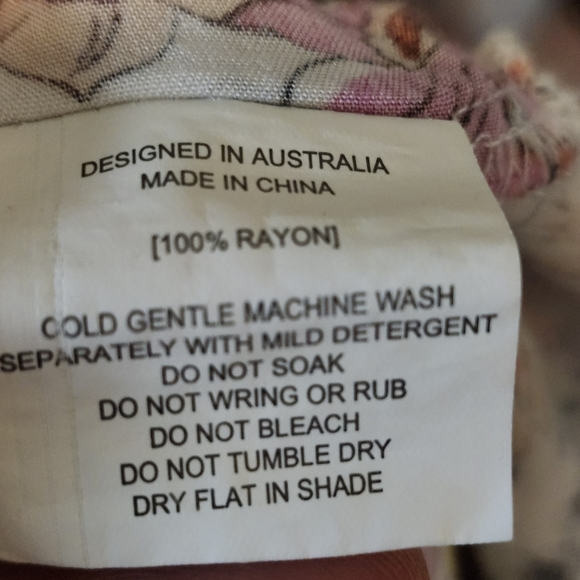 DESIGNED IN AUSTRALIA
MADE IN CHINA
[100% RAYON]
COLD GENTLE MACHINE WASH
SEPARATELY WITH MILD DETERGENT
DO NOT SOAK
DO NOT WRING OR RUB
DO NOT BLEACH
DO NOT TUMBLE DRY
DRY FLAT IN SHADE